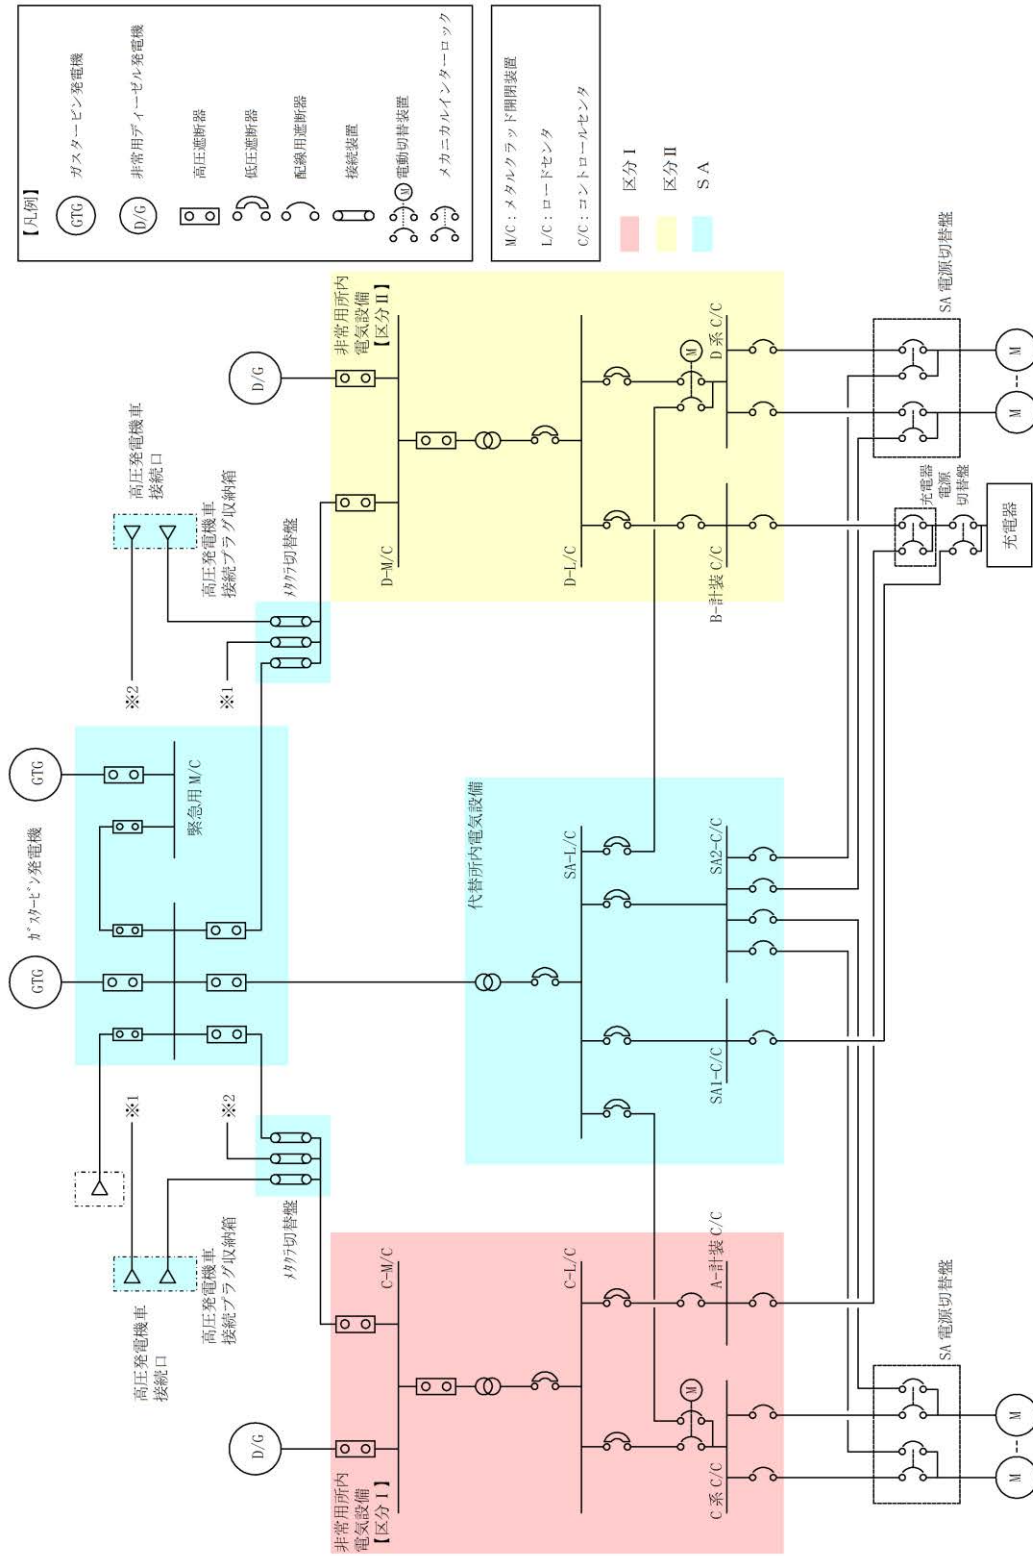 【凡例】
GTG
ガスタービン発電機
D/G
非常用ディーゼル発電機
高圧遮断器
低圧遮断器
配線用遮断器
接続装置
M
電動切替装置
メカニカルインターロック
M/C：メタルクラッド開閉装置
L/C：ロードセンタ
C/C：コントロールセンタ
区分Ⅰ
区分Ⅱ
ＳＡ
GTG
ｶﾞｽﾀｰﾋﾞﾝ発電機
GTG
緊急用 M/C
高圧発電機車
接続口
※1
※2
高圧発電機車
接続プラグ収納箱
ﾒﾀｸﾗ切替盤
高圧発電機車
接続口
※2
※1
高圧発電機車
接続プラグ収納箱
ﾒﾀｸﾗ切替盤
D/G
非常用所内
電気設備
【区分Ⅰ】
C-M/C
C-L/C
M
C 系 C/C
A-計装 C/C
代替所内電気設備
SA-L/C
SA1-C/C
SA2-C/C
D/G
非常用所内
電気設備
【区分Ⅱ】
D-M/C
D-L/C
M
B-計装 C/C
D 系 C/C
SA 電源切替盤
M
M
充電器
電源
切替盤
充電器
SA 電源切替盤
M
M